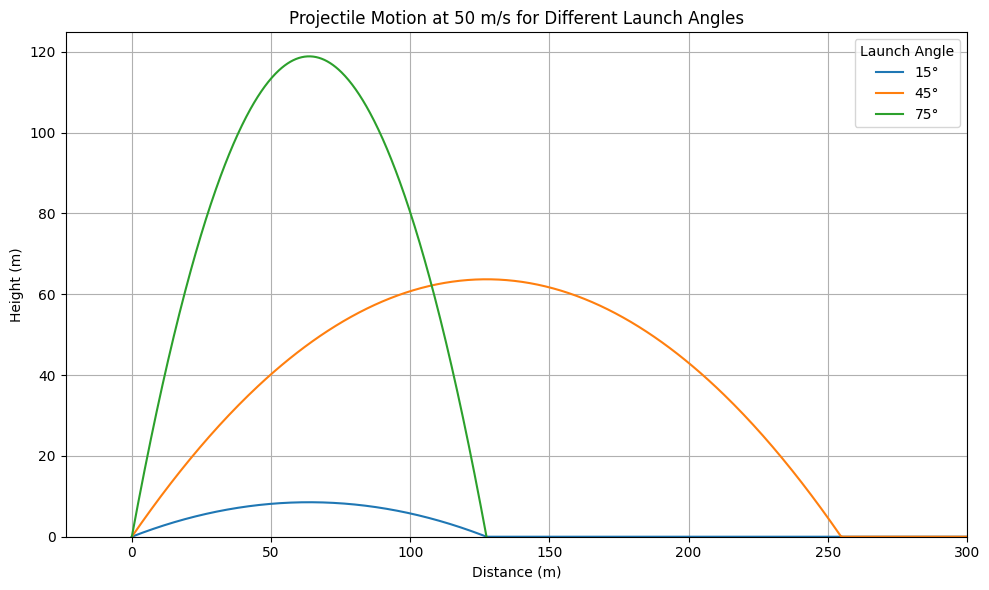 Projectile Motion at 50 m/s for Different Launch Angles
Launch Angle
15°
45°
75°
Height (m)
120
100
80
60
40
20
0
0 50 100 150 200 250 300
Distance (m)